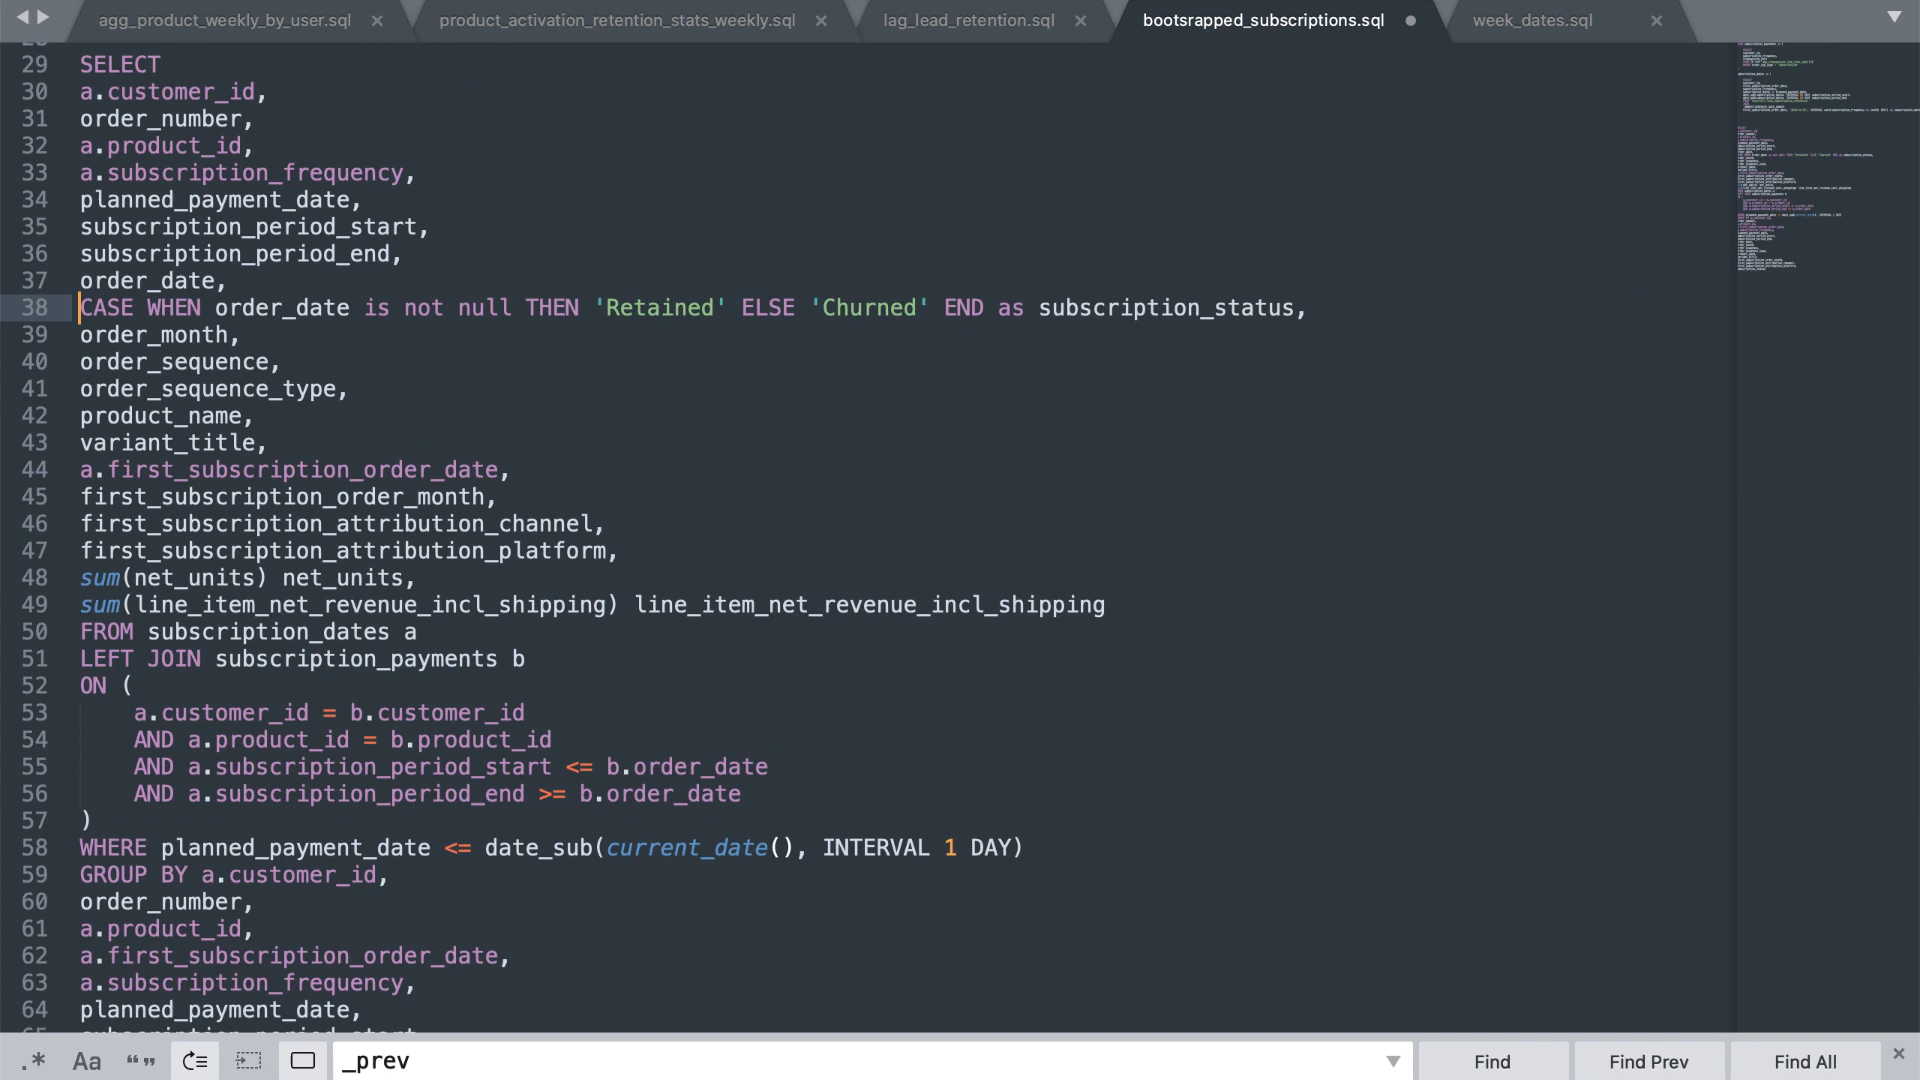 agg_product_weekly_by_user.sql × product_activation_retention_stats_weekly.sql × lag_lead_retention.sql × bootsrapped_subscriptions.sql ● week_dates.sql ×
29 SELECT
30 a.customer_id,
31 order_number,
32 a.product_id,
33 a.subscription_frequency,
34 planned_payment_date,
35 subscription_period_start,
36 subscription_period_end,
37 order_date,
38 CASE WHEN order_date is not null THEN 'Retained' ELSE 'Churned' END as subscription_status,
39 order_month,
40 order_sequence,
41 order_sequence_type,
42 product_name,
43 variant_title,
44 a.first_subscription_order_date,
45 first_subscription_order_month,
46 first_subscription_attribution_channel,
47 first_subscription_attribution_platform,
48 sum(net_units) net_units,
49 sum(line_item_net_revenue_incl_shipping) line_item_net_revenue_incl_shipping
50 FROM subscription_dates a
51 LEFT JOIN subscription_payments b
52 ON (
53 a.customer_id = b.customer_id
54 AND a.product_id = b.product_id
55 AND a.subscription_period_start <= b.order_date
56 AND a.subscription_period_end >= b.order_date
57 )
58 WHERE planned_payment_date <= date_sub(current_date(), INTERVAL 1 DAY)
59 GROUP BY a.customer_id,
60 order_number,
61 a.product_id,
62 a.first_subscription_order_date,
63 a.subscription_frequency,
64 planned_payment_date,
.* Aa “ ” _prev Find Find Prev Find All ×